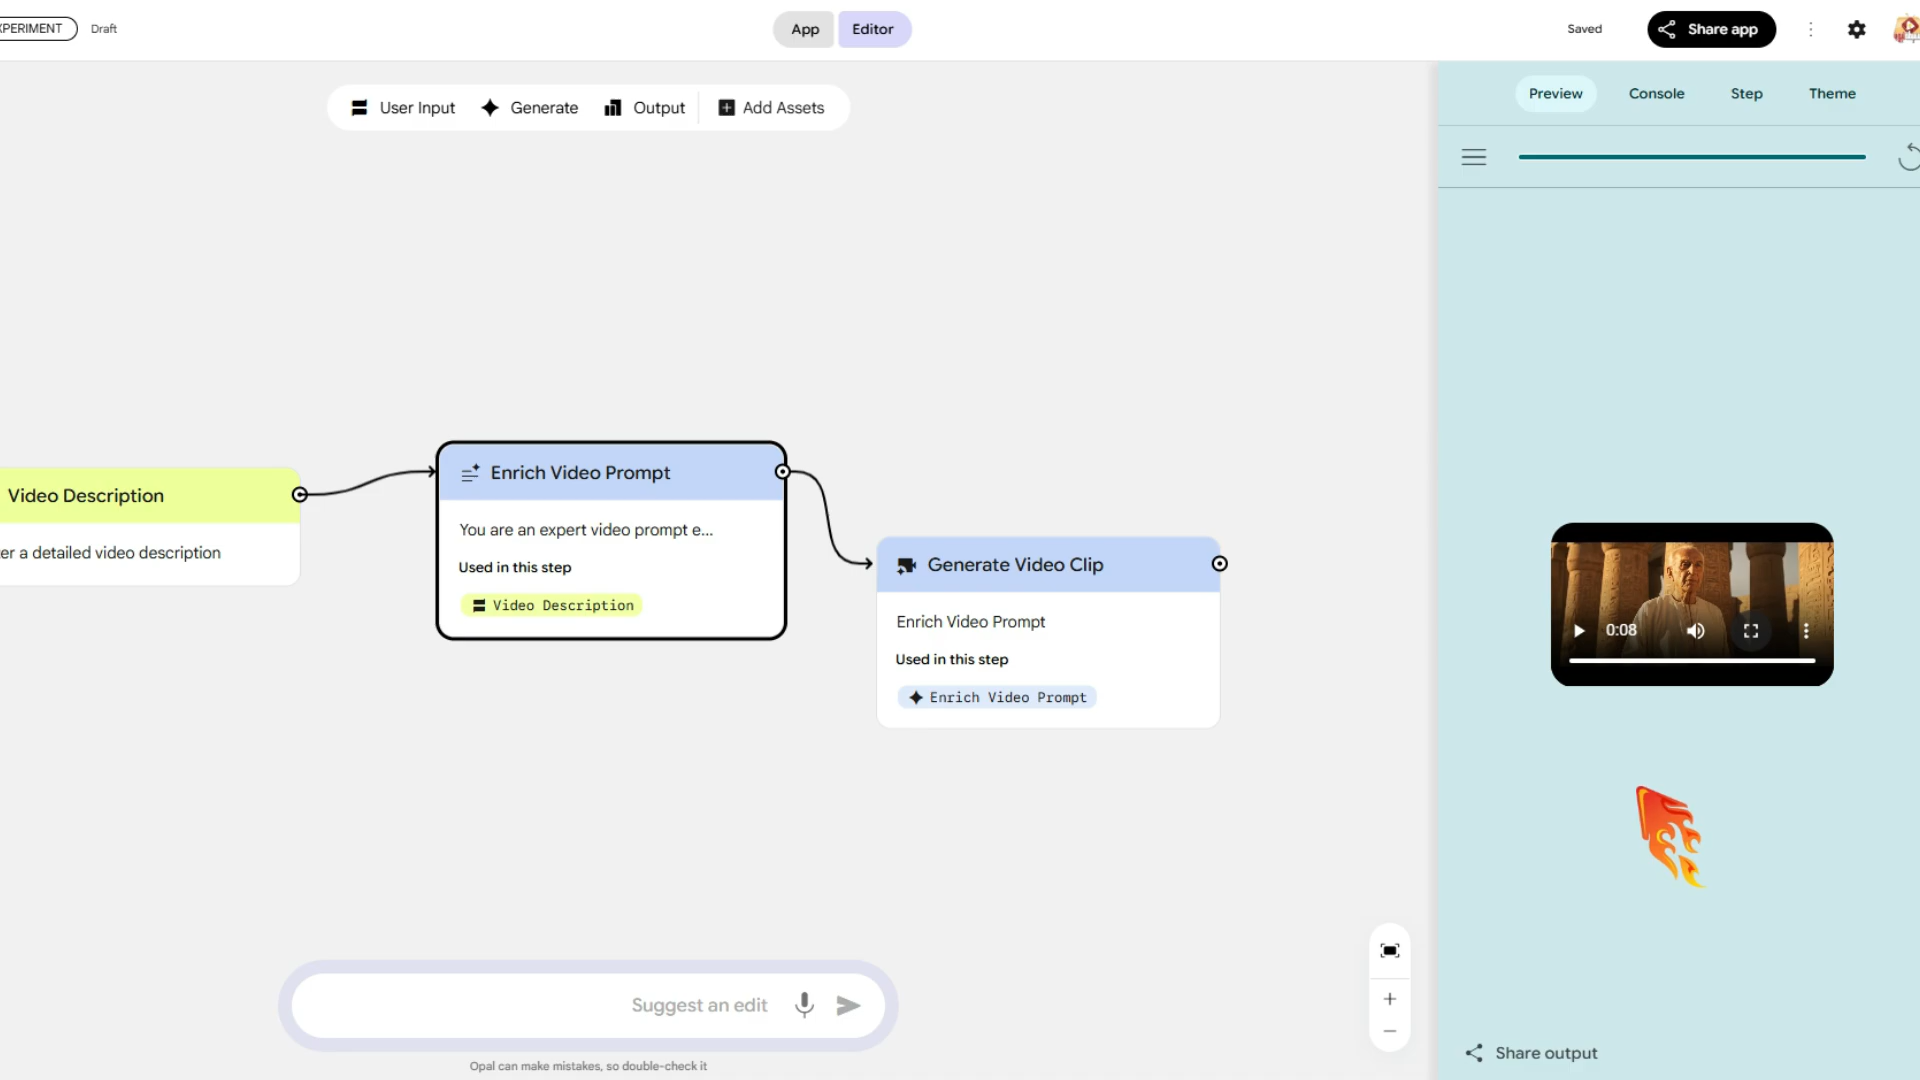 XPERIMENT
Draft
App
Editor
Saved
Share app
User Input
Generate
Output
Add Assets
Preview
Console
Step
Theme
Video Description
er a detailed video description
Enrich Video Prompt
You are an expert video prompt e...
Used in this step
Video Description
Generate Video Clip
Enrich Video Prompt
Used in this step
Enrich Video Prompt
0:08
Suggest an edit
Opal can make mistakes, so double-check it
Share output